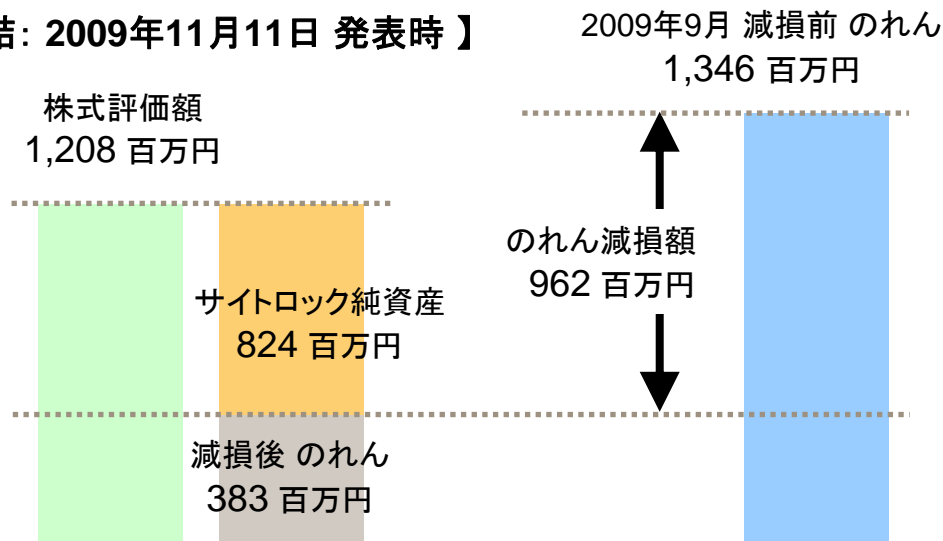 結: 2009年11月11日 発表時 】
2009年9月 減損前 のれん
1,346 百万円
株式評価額
1,208 百万円
のれん減損額
962 百万円
サイトロック純資産
824 百万円
減損後 のれん
383 百万円